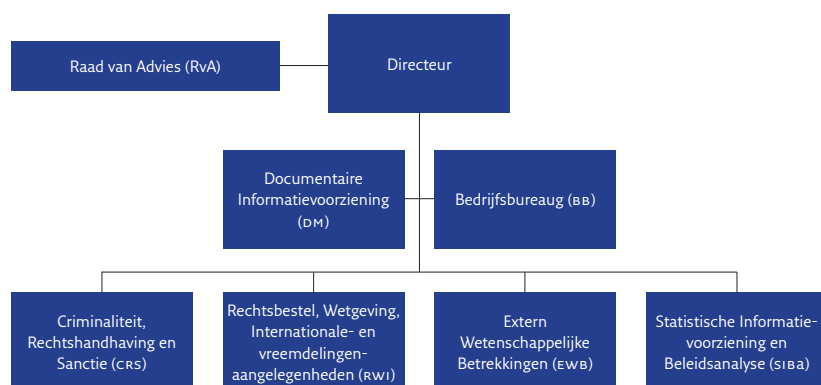 Directeur
Raad van Advies (RvA)
Documentaire
Informatievoorziening
(DM)
Bedrijfsbureaug (BB)
Criminaliteit,
Rechtshandhaving en
Sanctie (CRS)
Rechtsbestel, Wetgeving,
Internationale- en
vreemdelingen-
aangelegenheden (RWI)
Extern
Wetenschappelijke
Betrekkingen (EWB)
Statistische Informatie-
voorziening en
Beleidsanalyse (SIBa)